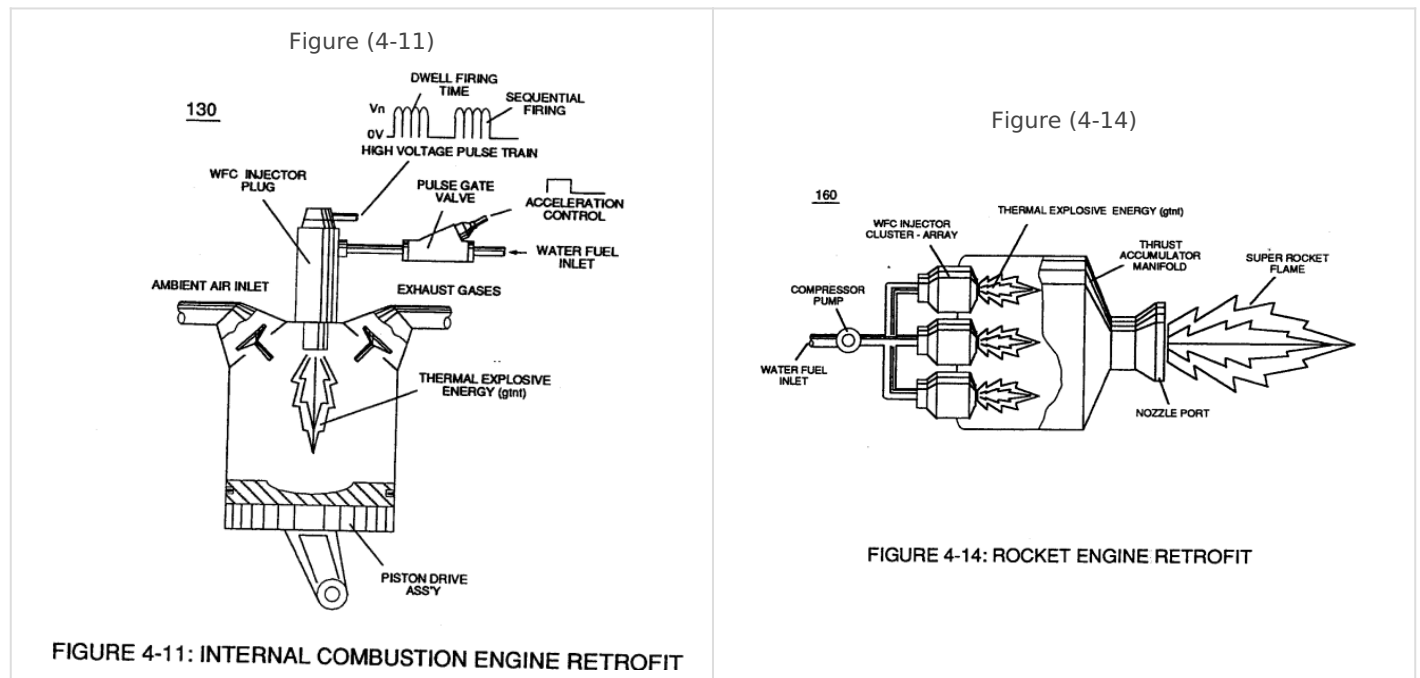 Figure (4-11)
130
DWELL FIRING
TIME
SEQUENTIAL
FIRING
Vn
0V
HIGH VOLTAGE PULSE TRAIN
WFC INJECTOR
PLUG
PULSE GATE
VALVE
ACCELERATION
CONTROL
WATER FUEL
INLET
AMBIENT AIR INLET
EXHAUST GASES
THERMAL EXPLOSIVE
ENERGY (gtnt)
PISTON DRIVE
ASS'Y
FIGURE 4-11: INTERNAL COMBUSTION ENGINE RETROFIT
Figure (4-14)
160
WFC INJECTOR
CLUSTER - ARRAY
THERMAL EXPLOSIVE ENERGY (gtnt)
THRUST
ACCUMULATOR
MANIFOLD
SUPER ROCKET
FLAME
COMPRESSOR
PUMP
WATER FUEL
INLET
NOZZLE PORT
FIGURE 4-14: ROCKET ENGINE RETROFIT